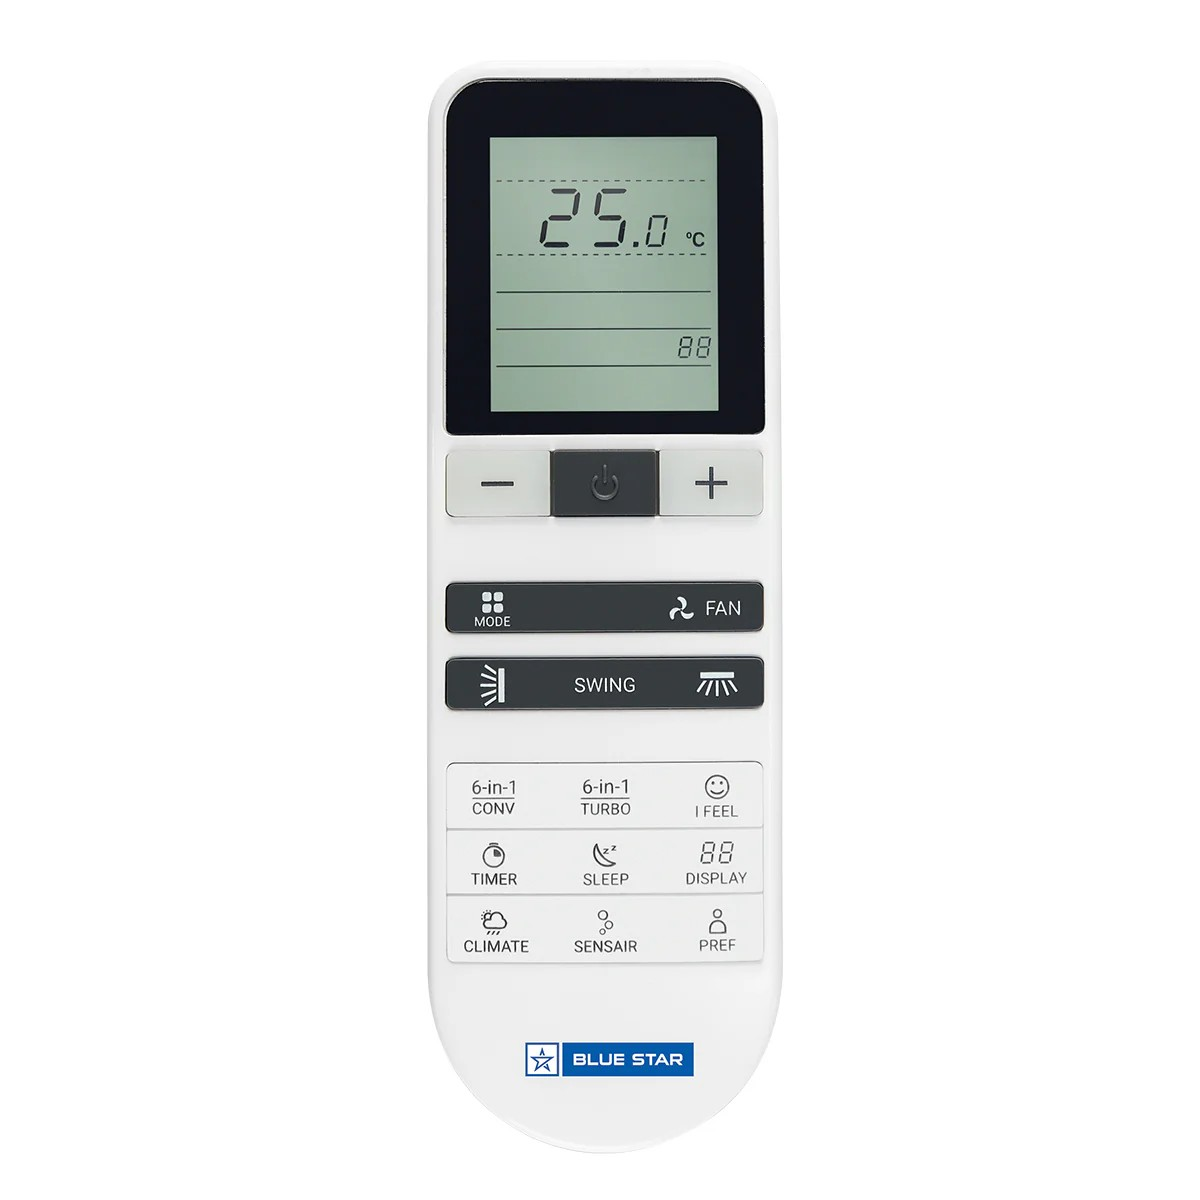 25.0 °C
88
MODE FAN
SWING
6-in-1 6-in-1
CONV TURBO I FEEL
88
TIMER SLEEP DISPLAY
CLIMATE SENSAIR PREF
BLUE STAR